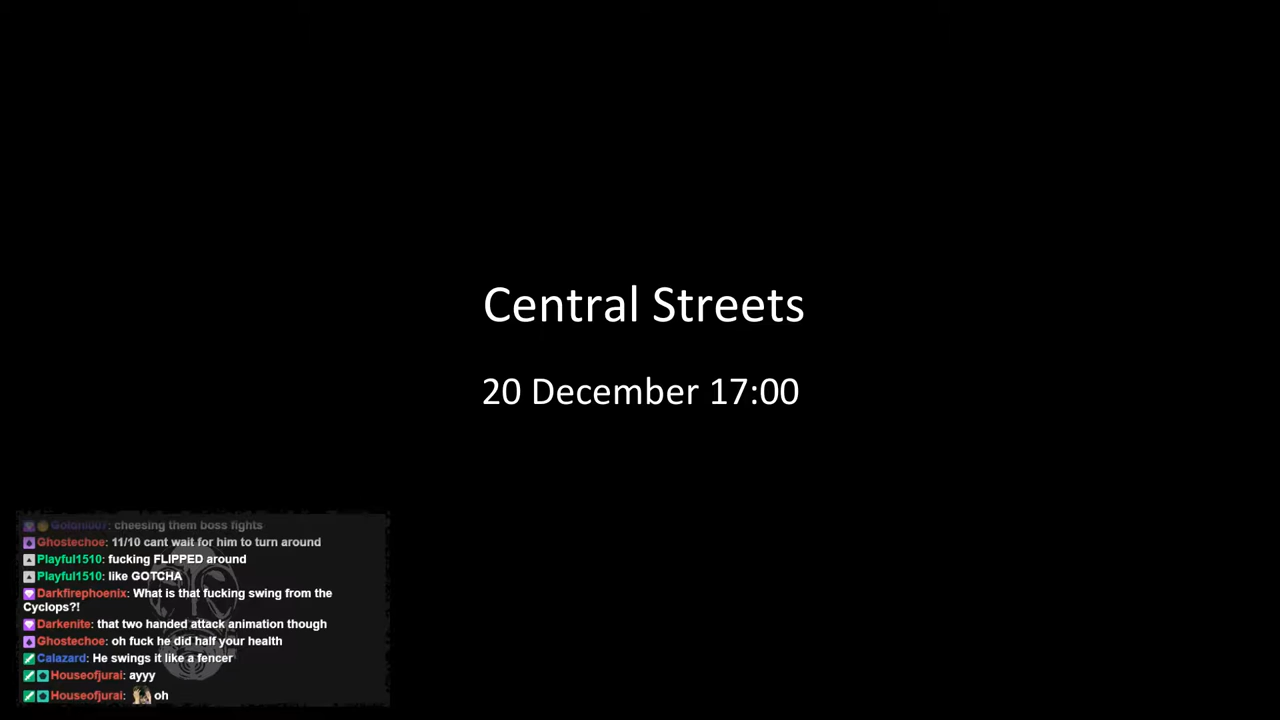 Central Streets
20 December 17:00
Goldni007: cheesing them boss fights
Ghostechoe: 11/10 cant wait for him to turn around
Playful1510: fucking FLIPPED around
Playful1510: like GOTCHA
Darkfirephoenix: What is that fucking swing from the
Cyclops?!
Darkenite: that two handed attack animation though
Ghostechoe: oh fuck he did half your health
Calazard: He swings it like a fencer
Houseofjurai: ayyy
Houseofjurai: oh